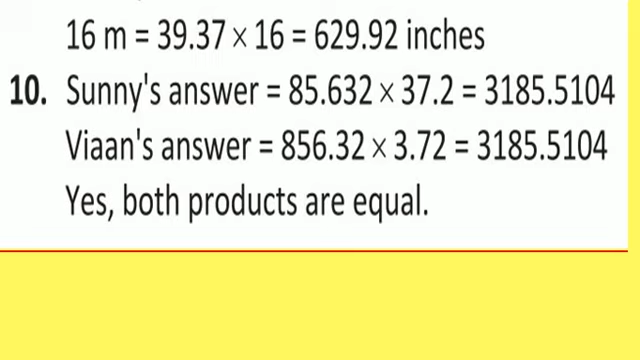 16 m = 39.37 × 16 = 629.92 inches
10. Sunny's answer = 85.632 × 37.2 = 3185.5104
Viaan's answer = 856.32 × 3.72 = 3185.5104
Yes, both products are equal.